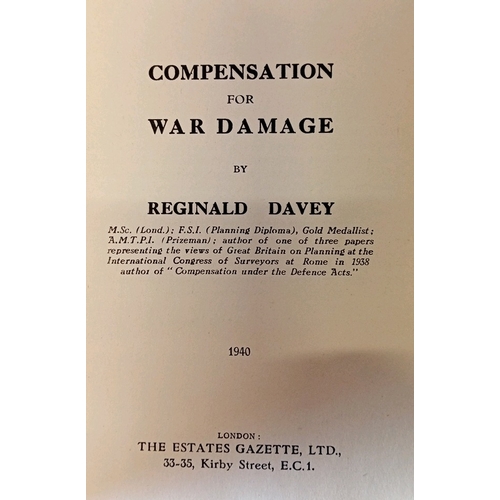 COMPENSATION
FOR
WAR DAMAGE
BY
REGINALD DAVEY
M.Sc. (Lond.); F.S.I. (Planning Diploma), Gold Medallist;
A.M.T.P.I. (Prizeman); author of one of three papers
representing the views of Great Britain on Planning at the
International Congress of Surveyors at Rome in 1938
author of "Compensation under the Defence Acts."
1940
LONDON:
THE ESTATES GAZETTE, LTD.,
33-35, Kirby Street, E.C.1.